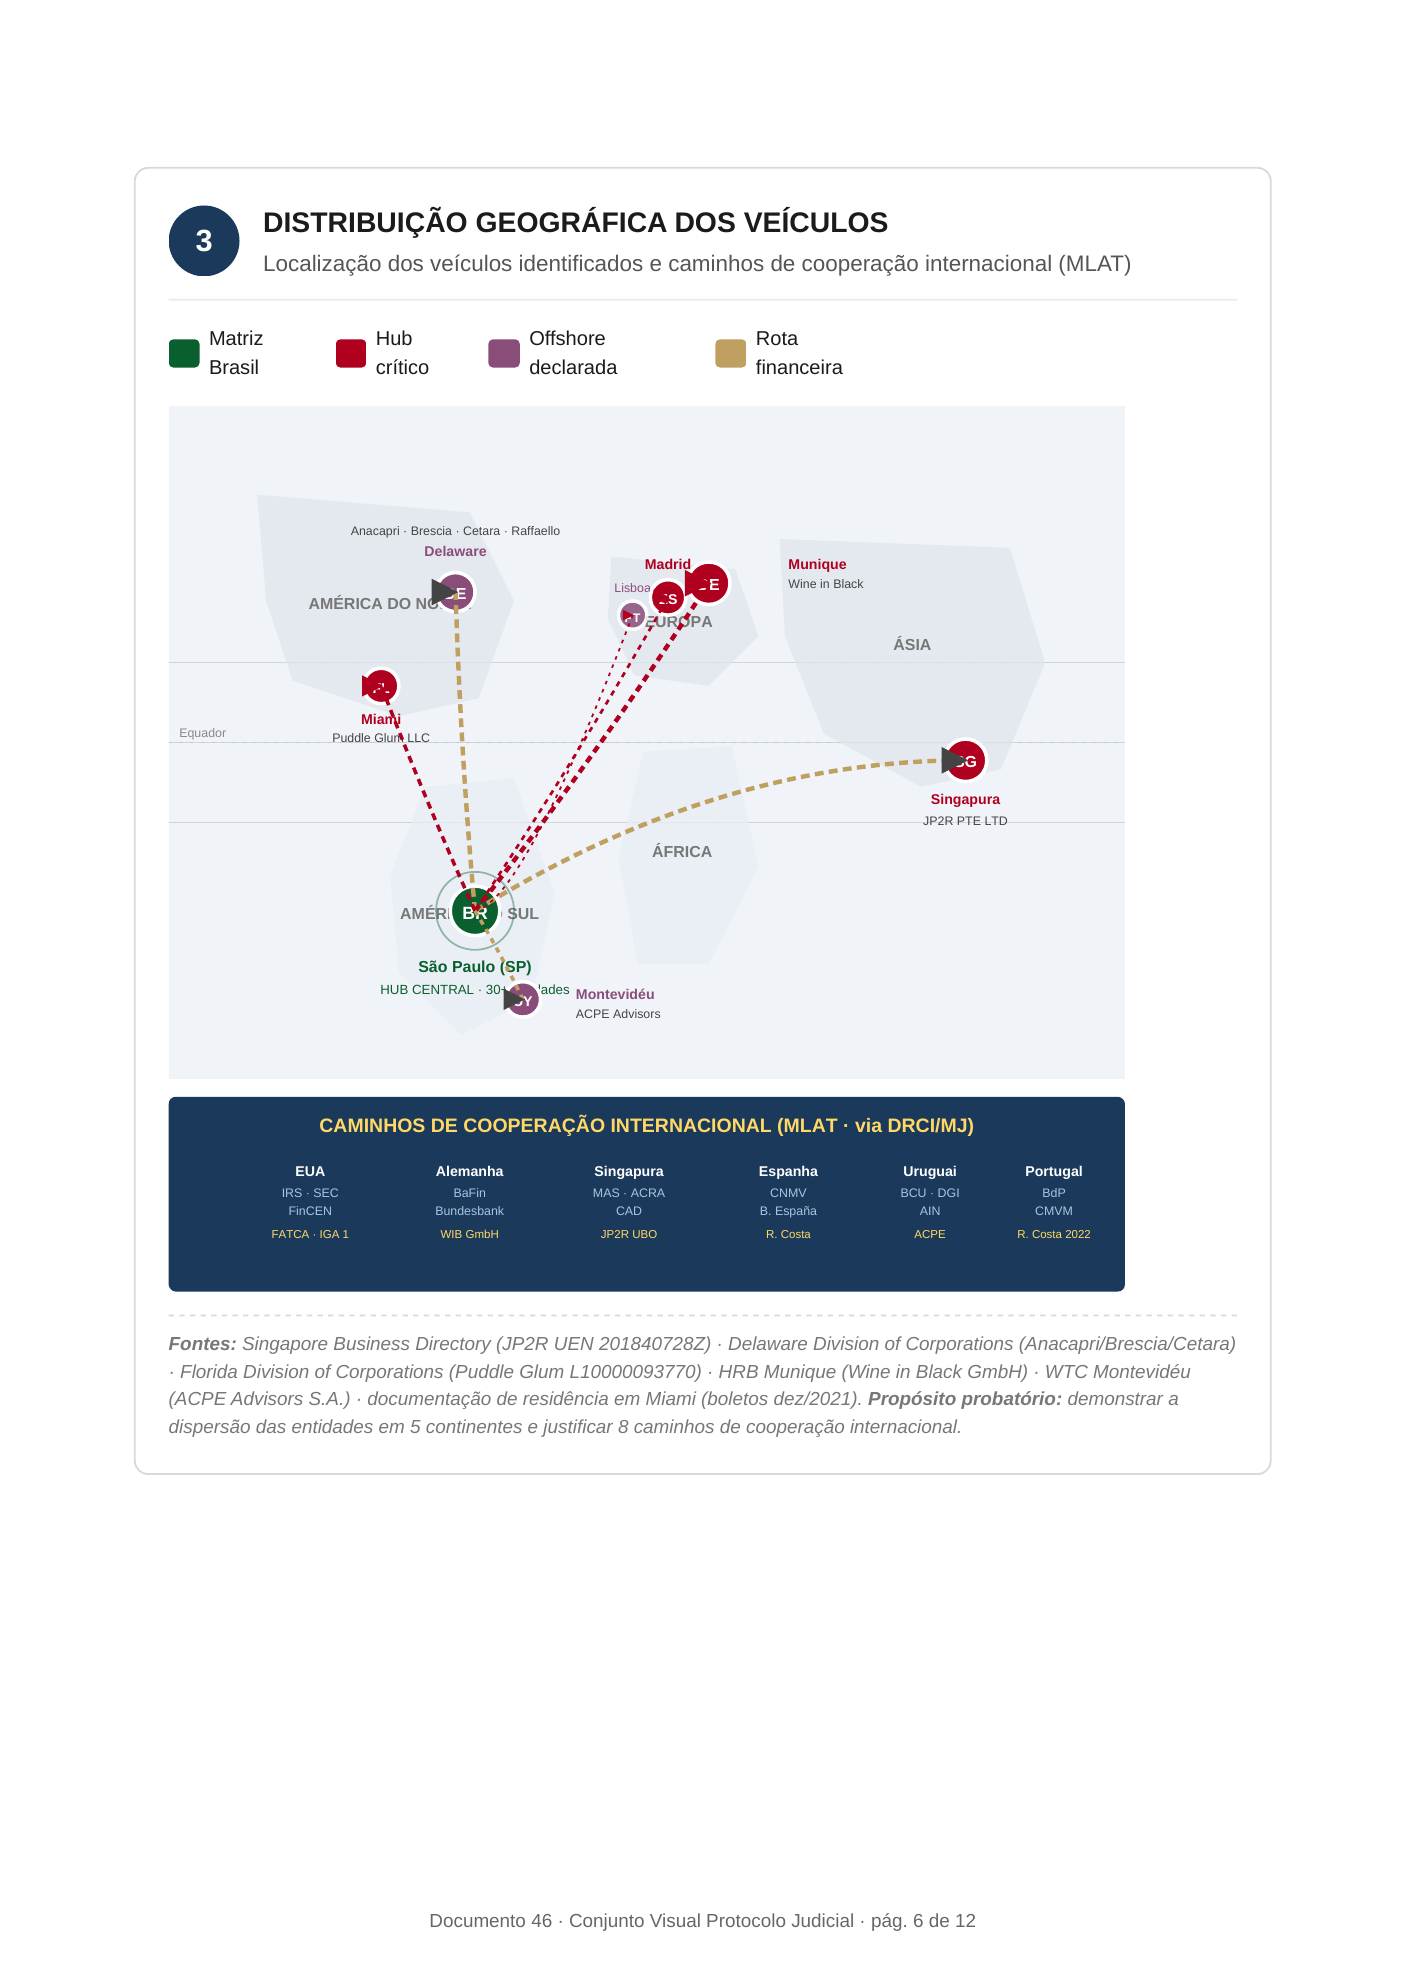 3
DISTRIBUIÇÃO GEOGRÁFICA DOS VEÍCULOS
Localização dos veículos identificados e caminhos de cooperação internacional (MLAT)
Matriz
Brasil
Hub
crítico
Offshore
declarada
Rota
financeira
Anacapri · Brescia · Cetara · Raffaello
Delaware
AMÉRICA DO
Madrid
Lisboa
EUROPA
Munique
Wine in Black
ÁSIA
Miami
Puddle Glum LLC
Equador
Singapura
JP2R PTE LTD
ÁFRICA
BR
SUL
São Paulo (SP)
HUB CENTRAL ·
Montevidéu
ACPE Advisors
CAMINHOS DE COOPERAÇÃO INTERNACIONAL (MLAT · via DRCI/MJ)
EUA
IRS · SEC
FinCEN
FATCA · IGA 1
Alemanha
BaFin
Bundesbank
WIB GmbH
Singapura
MAS · ACRA
CAD
JP2R UBO
Espanha
CNMV
B. España
R. Costa
Uruguai
BCU · DGI
AIN
ACPE
Portugal
BdP
CMVM
R. Costa 2022
Fontes: Singapore Business Directory (JP2R UEN 201840728Z) · Delaware Division of Corporations (Anacapri/Brescia/Cetara)
· Florida Division of Corporations (Puddle Glum L10000093770) · HRB Munique (Wine in Black GmbH) · WTC Montevidéu
(ACPE Advisors S.A.) · documentação de residência em Miami (boletos dez/2021). Propósito probatório: demonstrar a
dispersão das entidades em 5 continentes e justificar 8 caminhos de cooperação internacional.
Documento 46 · Conjunto Visual Protocolo Judicial · pág. 6 de 12